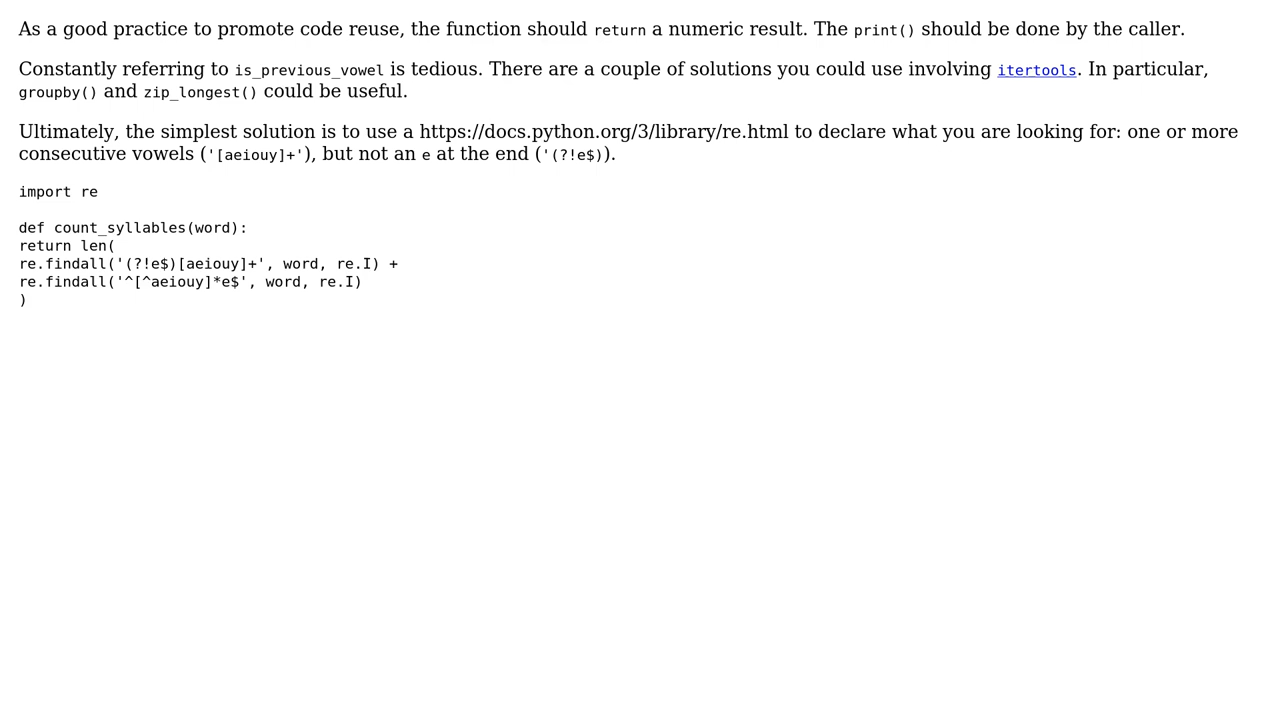 As a good practice to promote code reuse, the function should return a numeric result. The print() should be done by the caller.
Constantly referring to is_previous_vowel is tedious. There are a couple of solutions you could use involving itertools. In particular,
groupby() and zip_longest() could be useful.
Ultimately, the simplest solution is to use a https://docs.python.org/3/library/re.html to declare what you are looking for: one or more
consecutive vowels ('[aeiouy]+'), but not an e at the end ('(?!e$)).
import re
def count_syllables(word):
return len(
re.findall('(?!e$)[aeiouy]+', word, re.I) +
re.findall('^[^aeiouy]*e$', word, re.I)
)